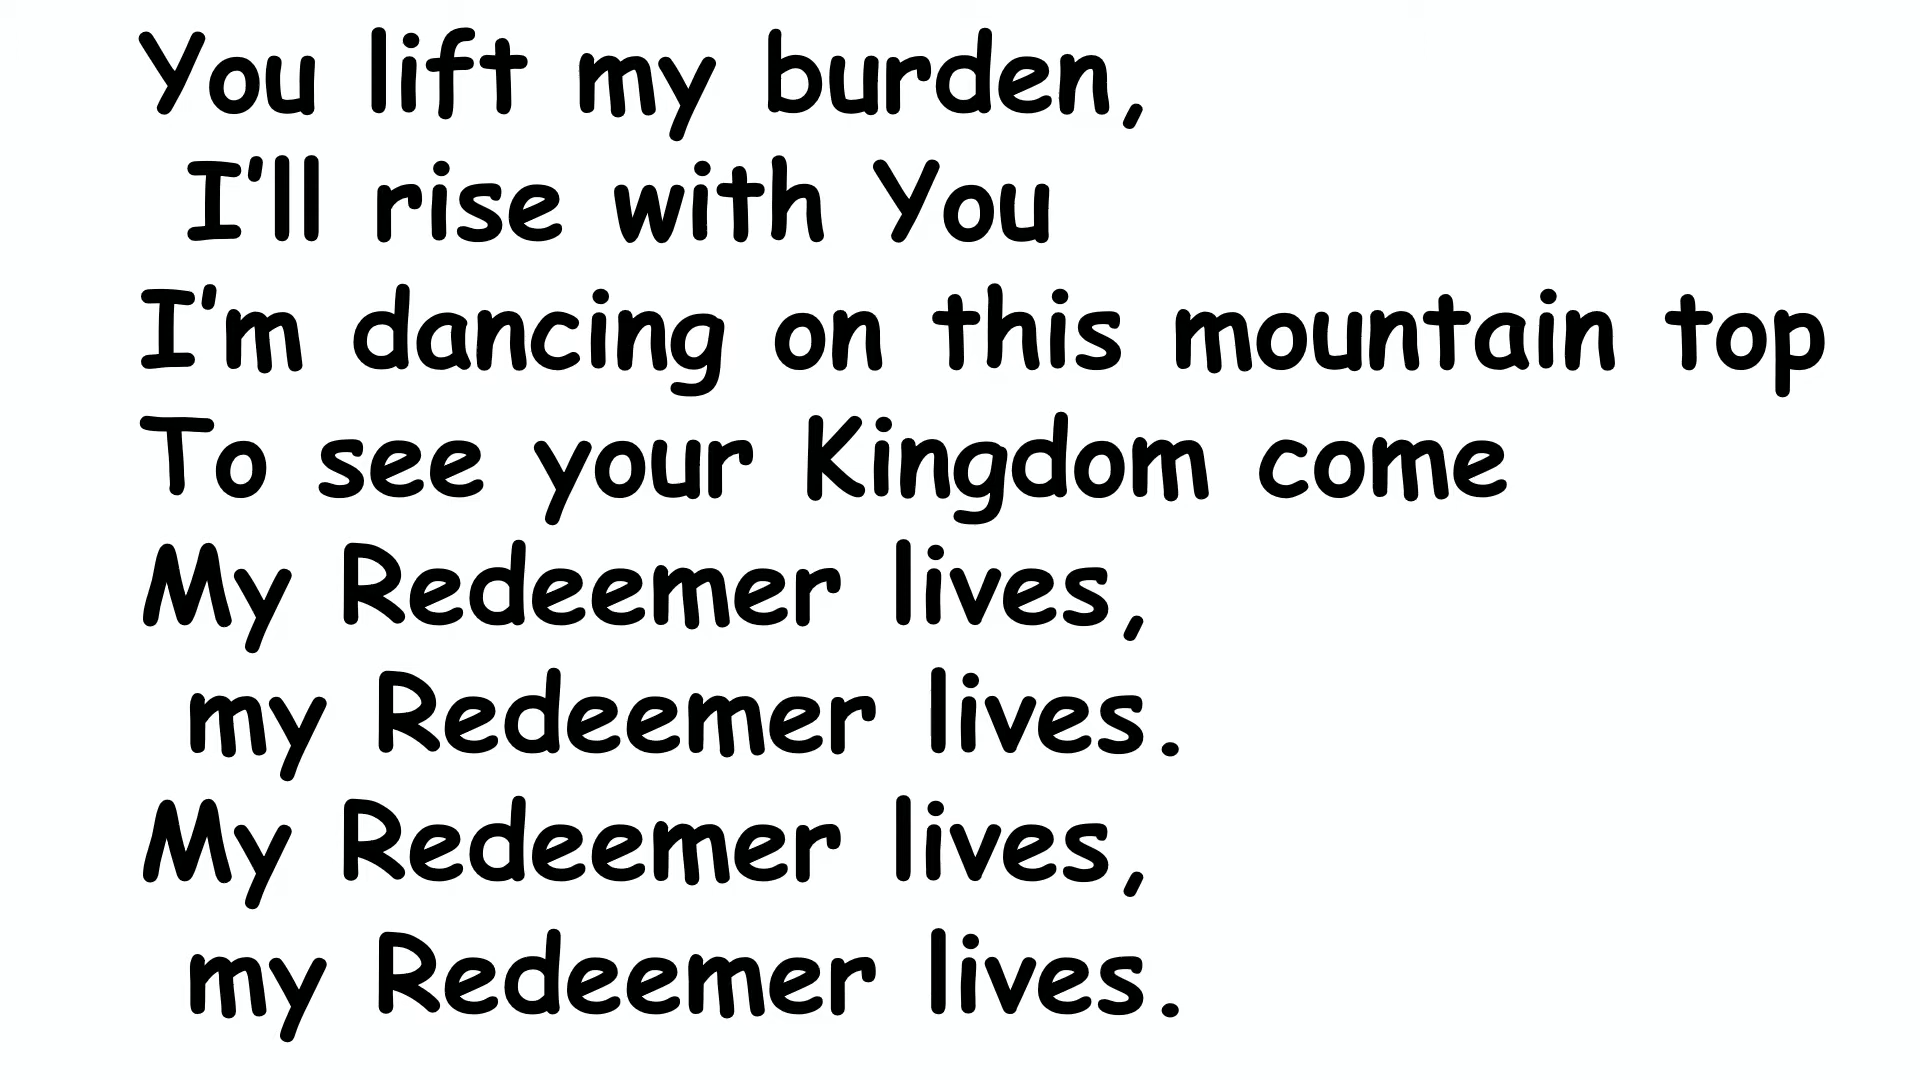 You lift my burden,
I’ll rise with You
I’m dancing on this mountain top
To see your Kingdom come
My Redeemer lives,
my Redeemer lives.
My Redeemer lives,
my Redeemer lives.